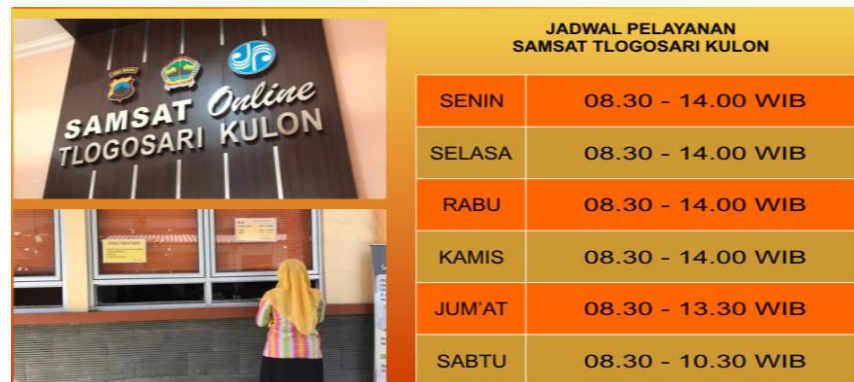 SAMSAT Online
TLOGOSARI KULON
JADWAL PELAYANAN
SAMSAT TLOGOSARI KULON
SENIN 08.30 - 14.00 WIB
SELASA 08.30 - 14.00 WIB
RABU 08.30 - 14.00 WIB
KAMIS 08.30 - 14.00 WIB
JUM'AT 08.30 - 13.30 WIB
SABTU 08.30 - 10.30 WIB